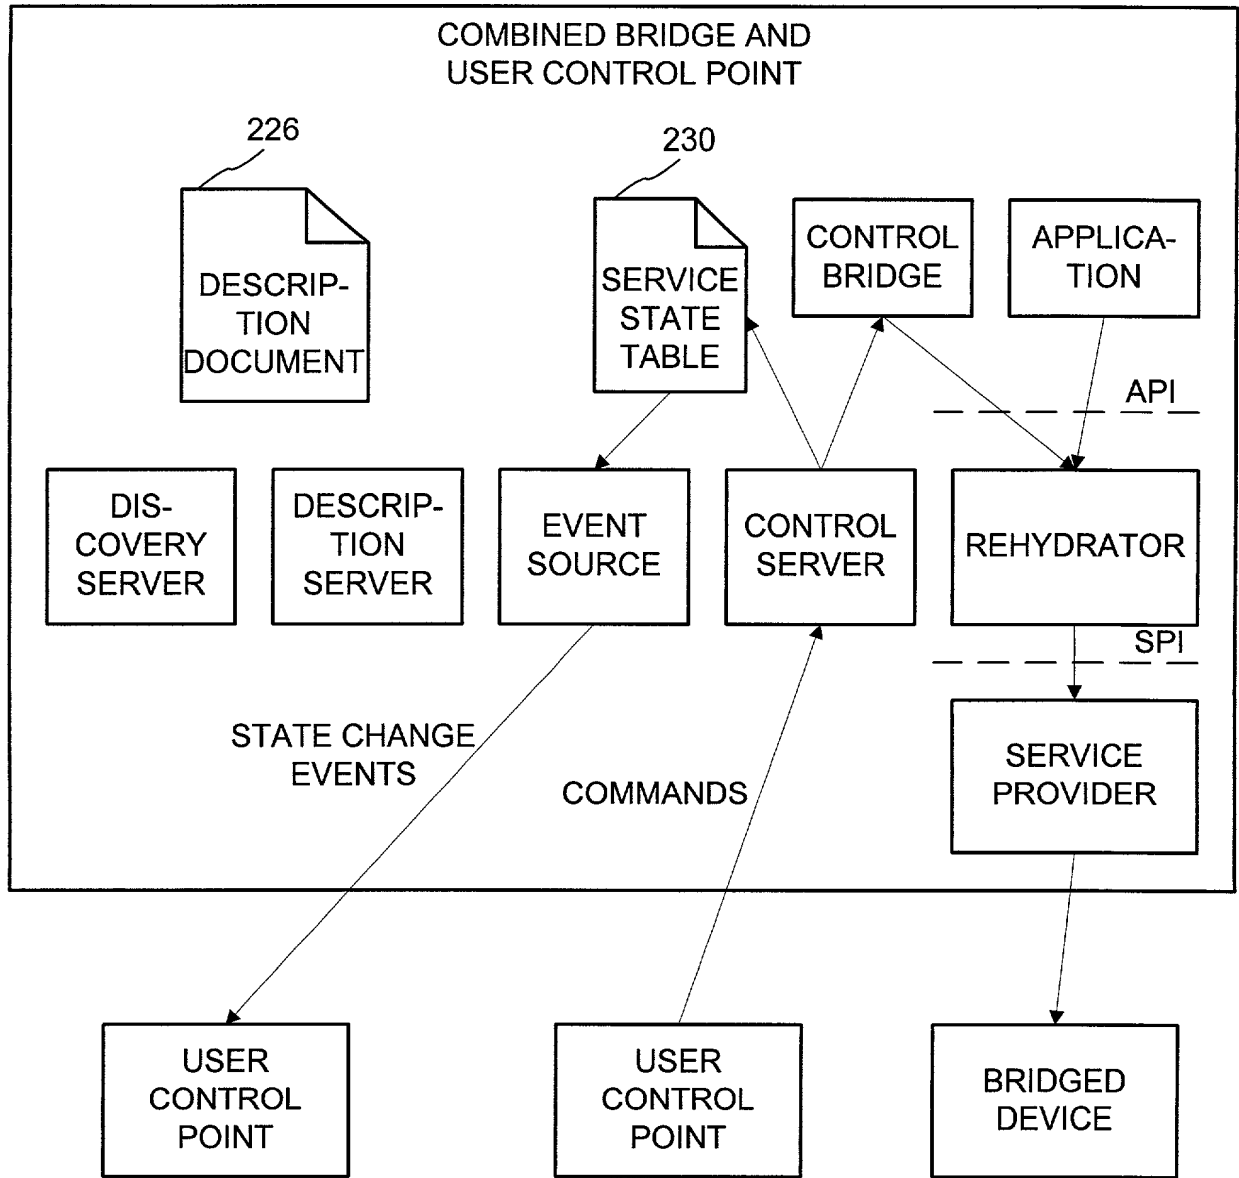 COMBINED BRIDGE AND
USER CONTROL POINT
226
230
DESCRIP-
TION
DOCUMENT
SERVICE
STATE
TABLE
CONTROL
BRIDGE
APPLICA-
TION
API
DIS-
COVERY
SERVER
DESCRIP-
TION
SERVER
EVENT
SOURCE
CONTROL
SERVER
REHYDRATOR
SPI
STATE CHANGE
EVENTS
COMMANDS
SERVICE
PROVIDER
USER
CONTROL
POINT
USER
CONTROL
POINT
BRIDGED
DEVICE